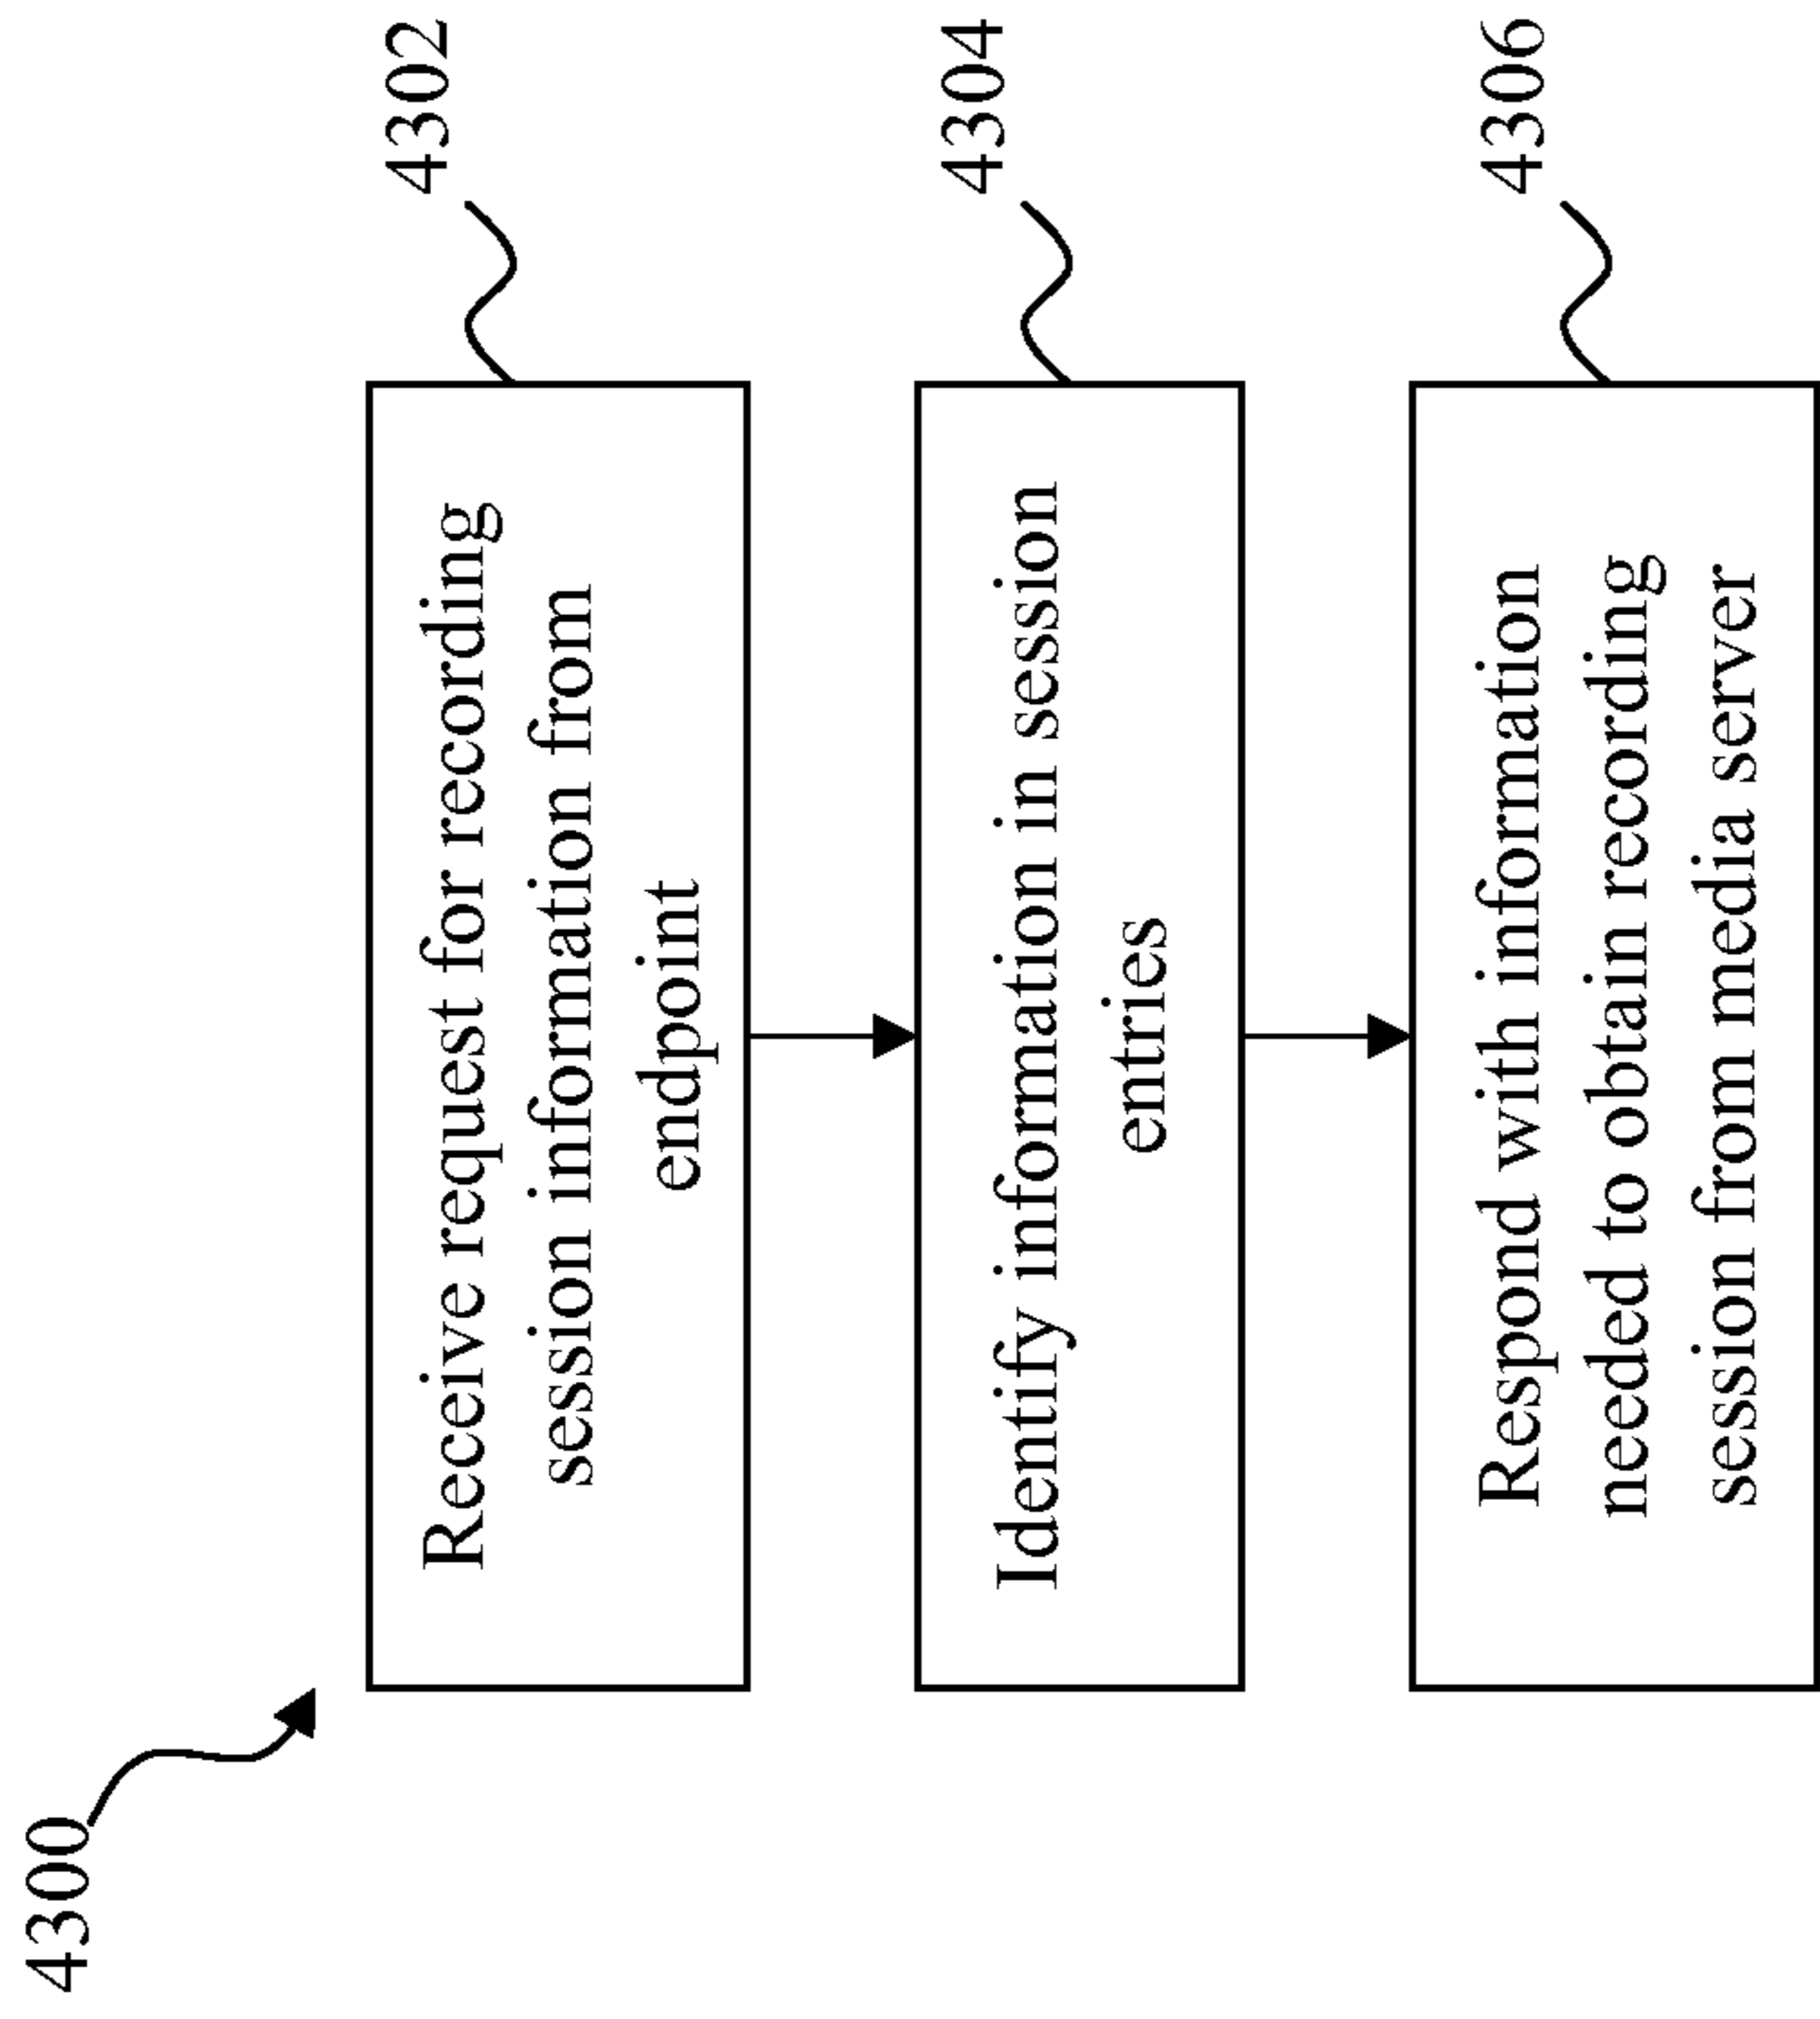 4300
Receive request for recording
session information from
endpoint
4302
Identify information in session
entries
4304
Respond with information
needed to obtain recording
session from media server
4306